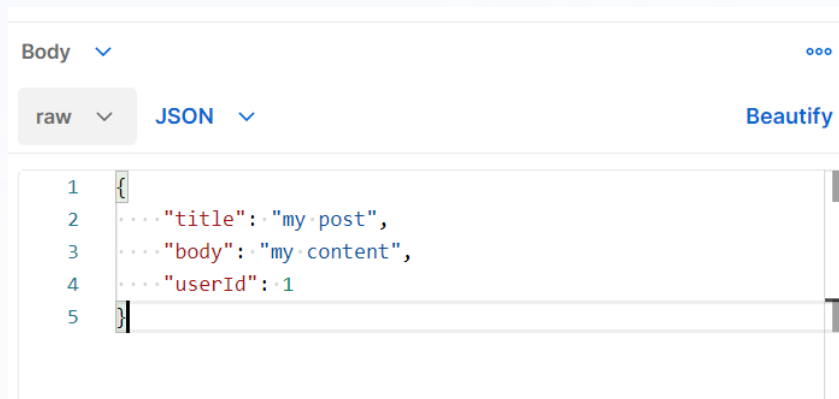 Body
raw JSON Beautify
1 {
2     "title": "my post",
3     "body": "my content",
4     "userId": 1
5 }